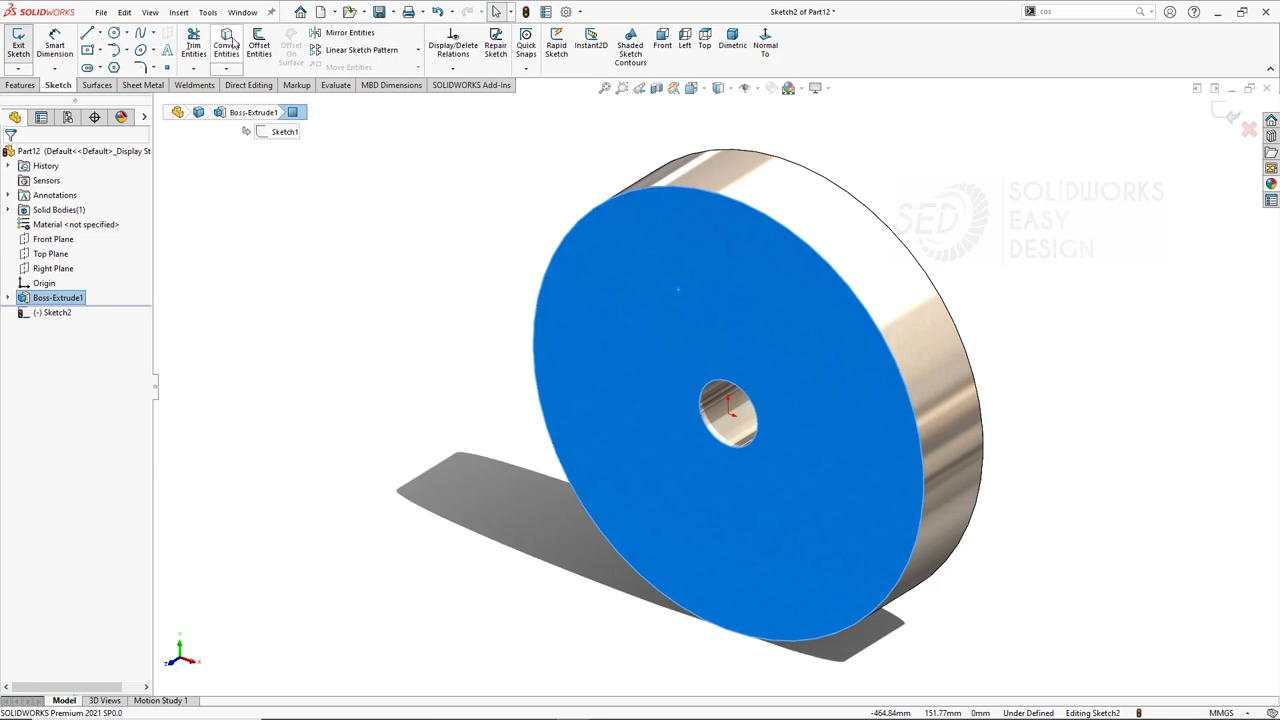 SOLIDWORKS
File Edit View Insert Tools Window
Sketch2 of Part12 *
cos
Exit Sketch
Smart Dimension
Trim Entities
Convert Entities
Offset Entities
Offset On Surface
Mirror Entities
Linear Sketch Pattern
Move Entities
Display/Delete Relations
Repair Sketch
Quick Snaps
Rapid Sketch
Instant2D
Shaded Sketch Contours
Front
Left
Top
Dimetric
Normal To
Features Sketch Sheet Metal Surfaces Weldments Direct Editing Markup Evaluate MBD Dimensions SOLIDWORKS Add-Ins
Boss-Extrude1
Sketch1
Part12 (Default<<Default>_Display St
History
Sensors
Annotations
Solid Bodies(1)
Material <not specified>
Front Plane
Top Plane
Right Plane
Origin
Boss-Extrude1
(-) Sketch2
SED
SOLIDWORKS
EASY
DESIGN
Y
X
Z
Model 3D Views Motion Study 1
SOLIDWORKS Premium 2021 SP0.0
-464.84mm 151.77mm 0mm Under Defined Editing Sketch2 MMGS